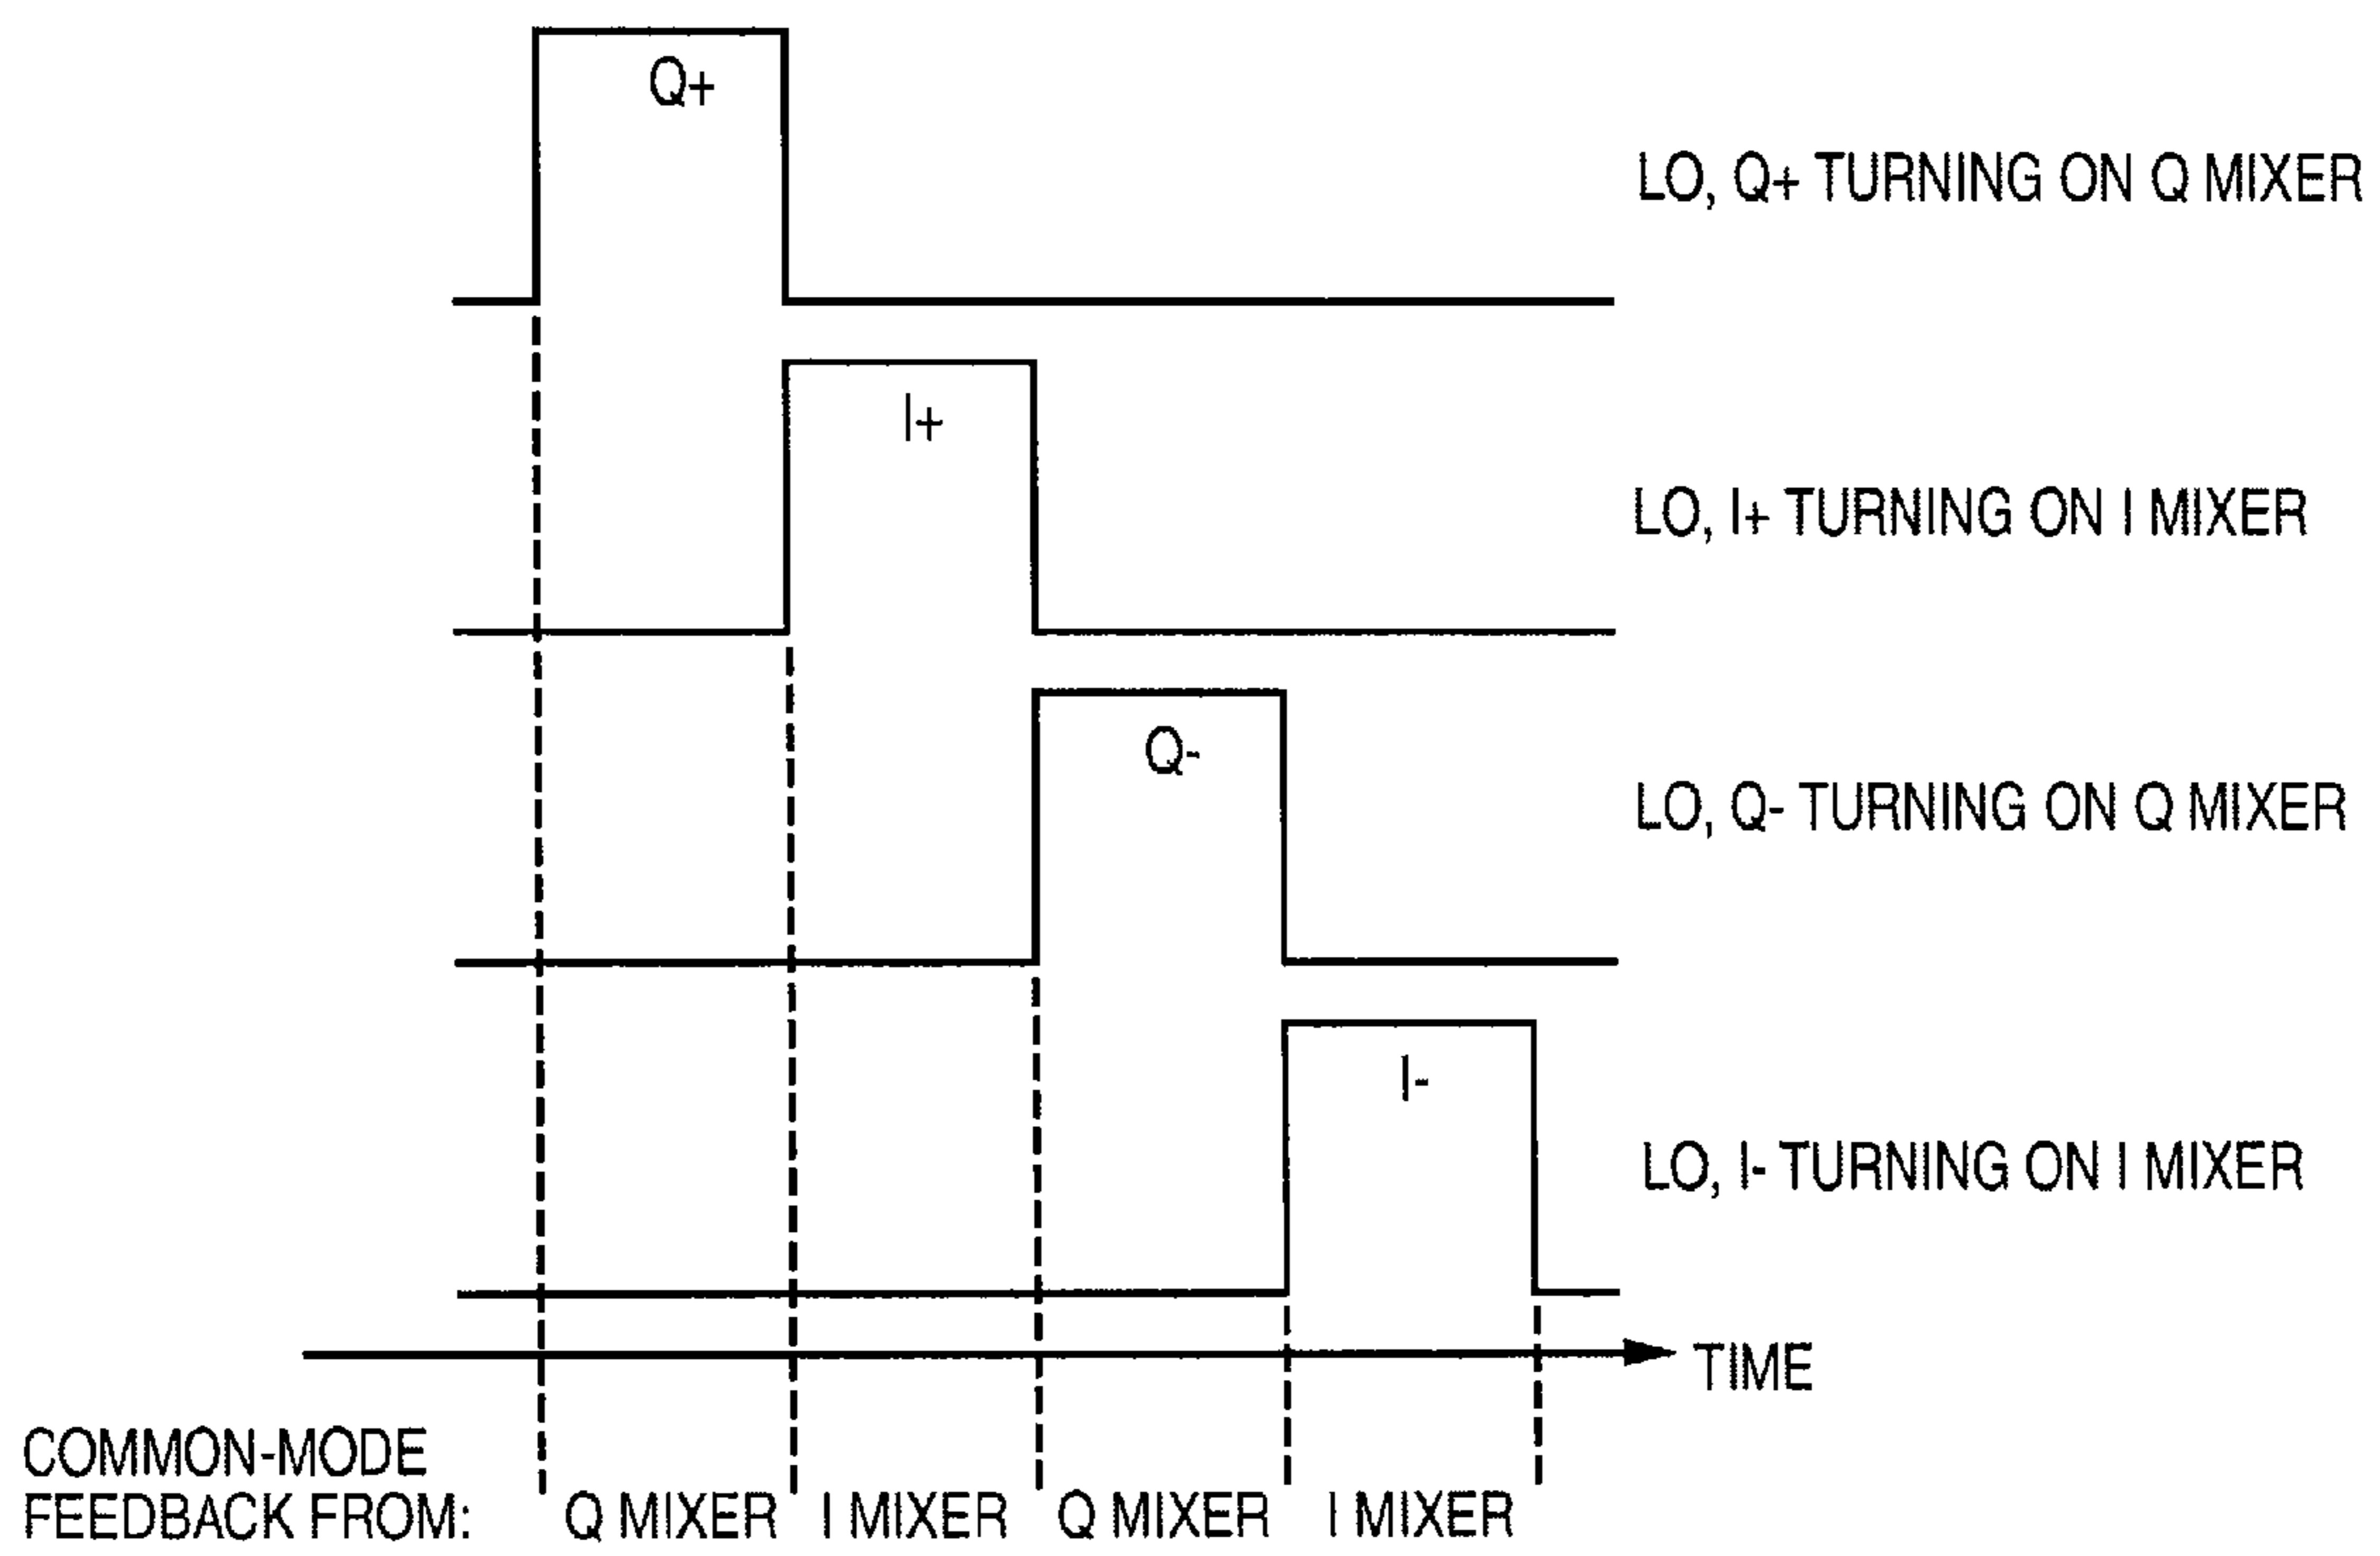 Q+
LO, Q+ TURNING ON Q MIXER
I+
LO, I+ TURNING ON I MIXER
Q-
LO, Q- TURNING ON Q MIXER
I-
LO, I- TURNING ON I MIXER
TIME
COMMON-MODE
FEEDBACK FROM: Q MIXER I MIXER Q MIXER I MIXER